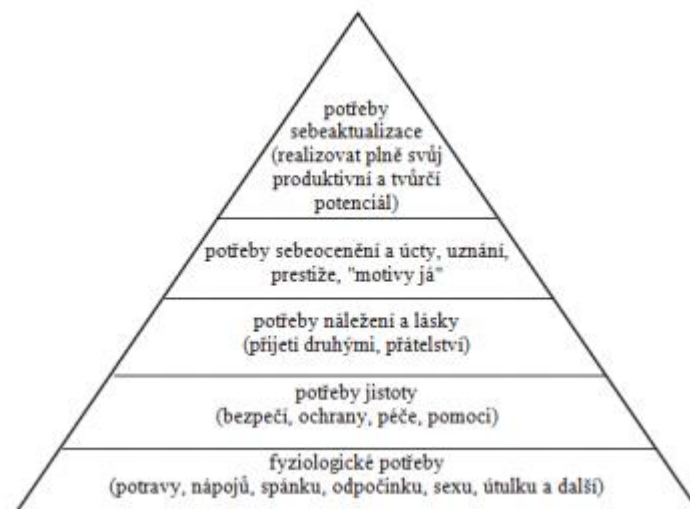 potřeby
sebeaktualizace
(realizovat plně svůj
produktivní a tvůrčí
potenciál)
potřeby sebeocenění a úcty, uznání,
prestiže, "motivy já"
potřeby náležení a lásky
(přijetí druhými, přátelství)
potřeby jistoty
(bezpečí, ochrany, péče, pomoci)
fyziologické potřeby
(potravy, nápojů, spánku, odpočinku, sexu, útulku a další)